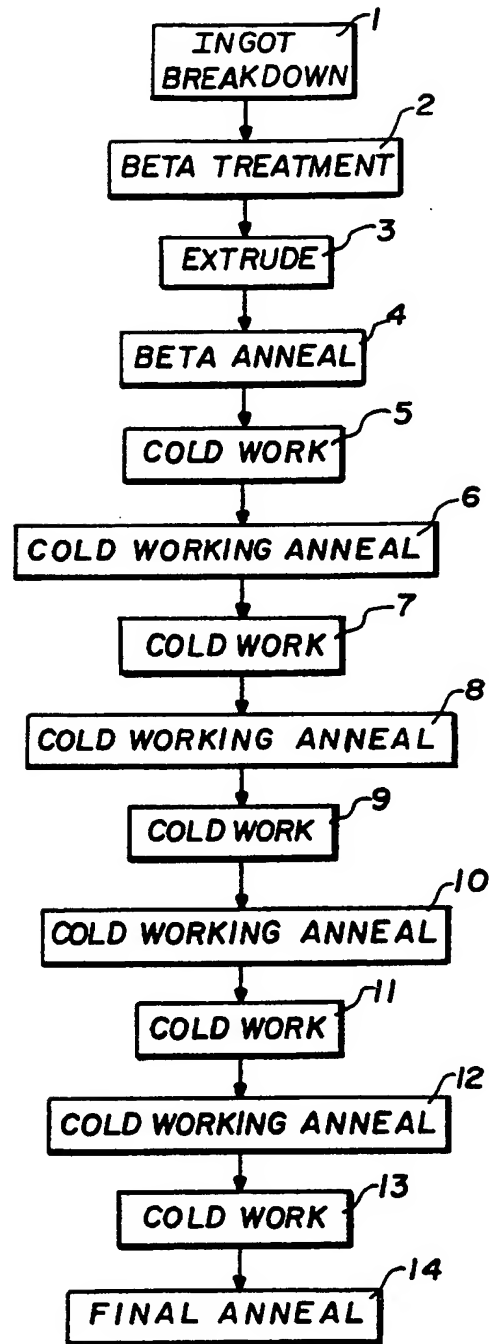 1
INGOT
BREAKDOWN
2
BETA TREATMENT
3
EXTRUDE
4
BETA ANNEAL
5
COLD WORK
6
COLD WORKING ANNEAL
7
COLD WORK
8
COLD WORKING ANNEAL
9
COLD WORK
10
COLD WORKING ANNEAL
11
COLD WORK
12
COLD WORKING ANNEAL
13
COLD WORK
14
FINAL ANNEAL